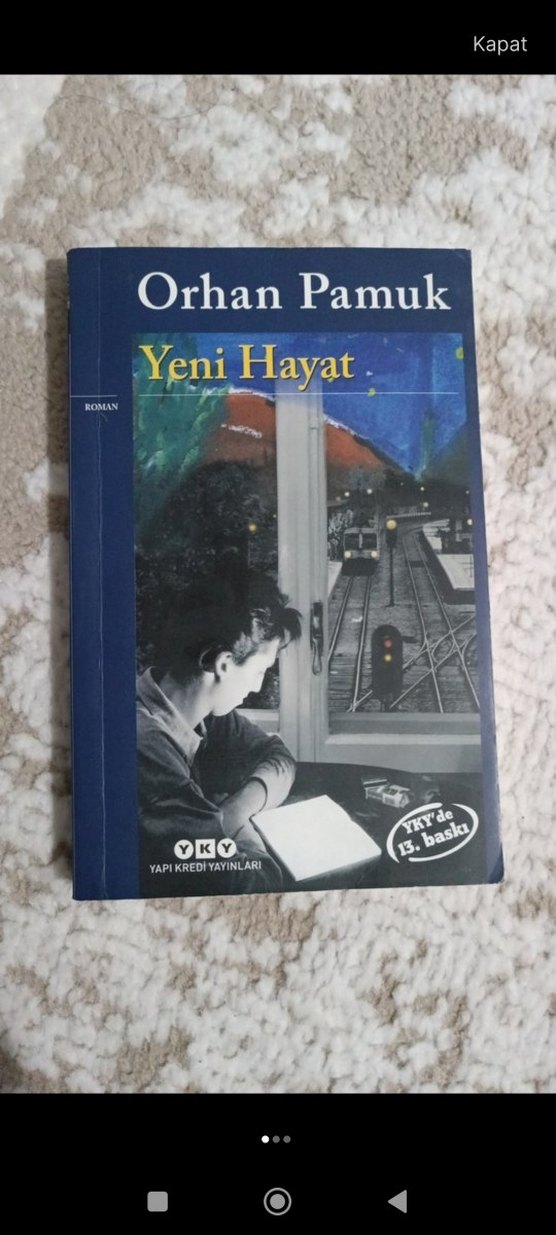 Kapat
Orhan Pamuk
Yeni Hayat
ROMAN
YKY'de
13. baskı
YKY
YAPI KREDİ YAYINLARI